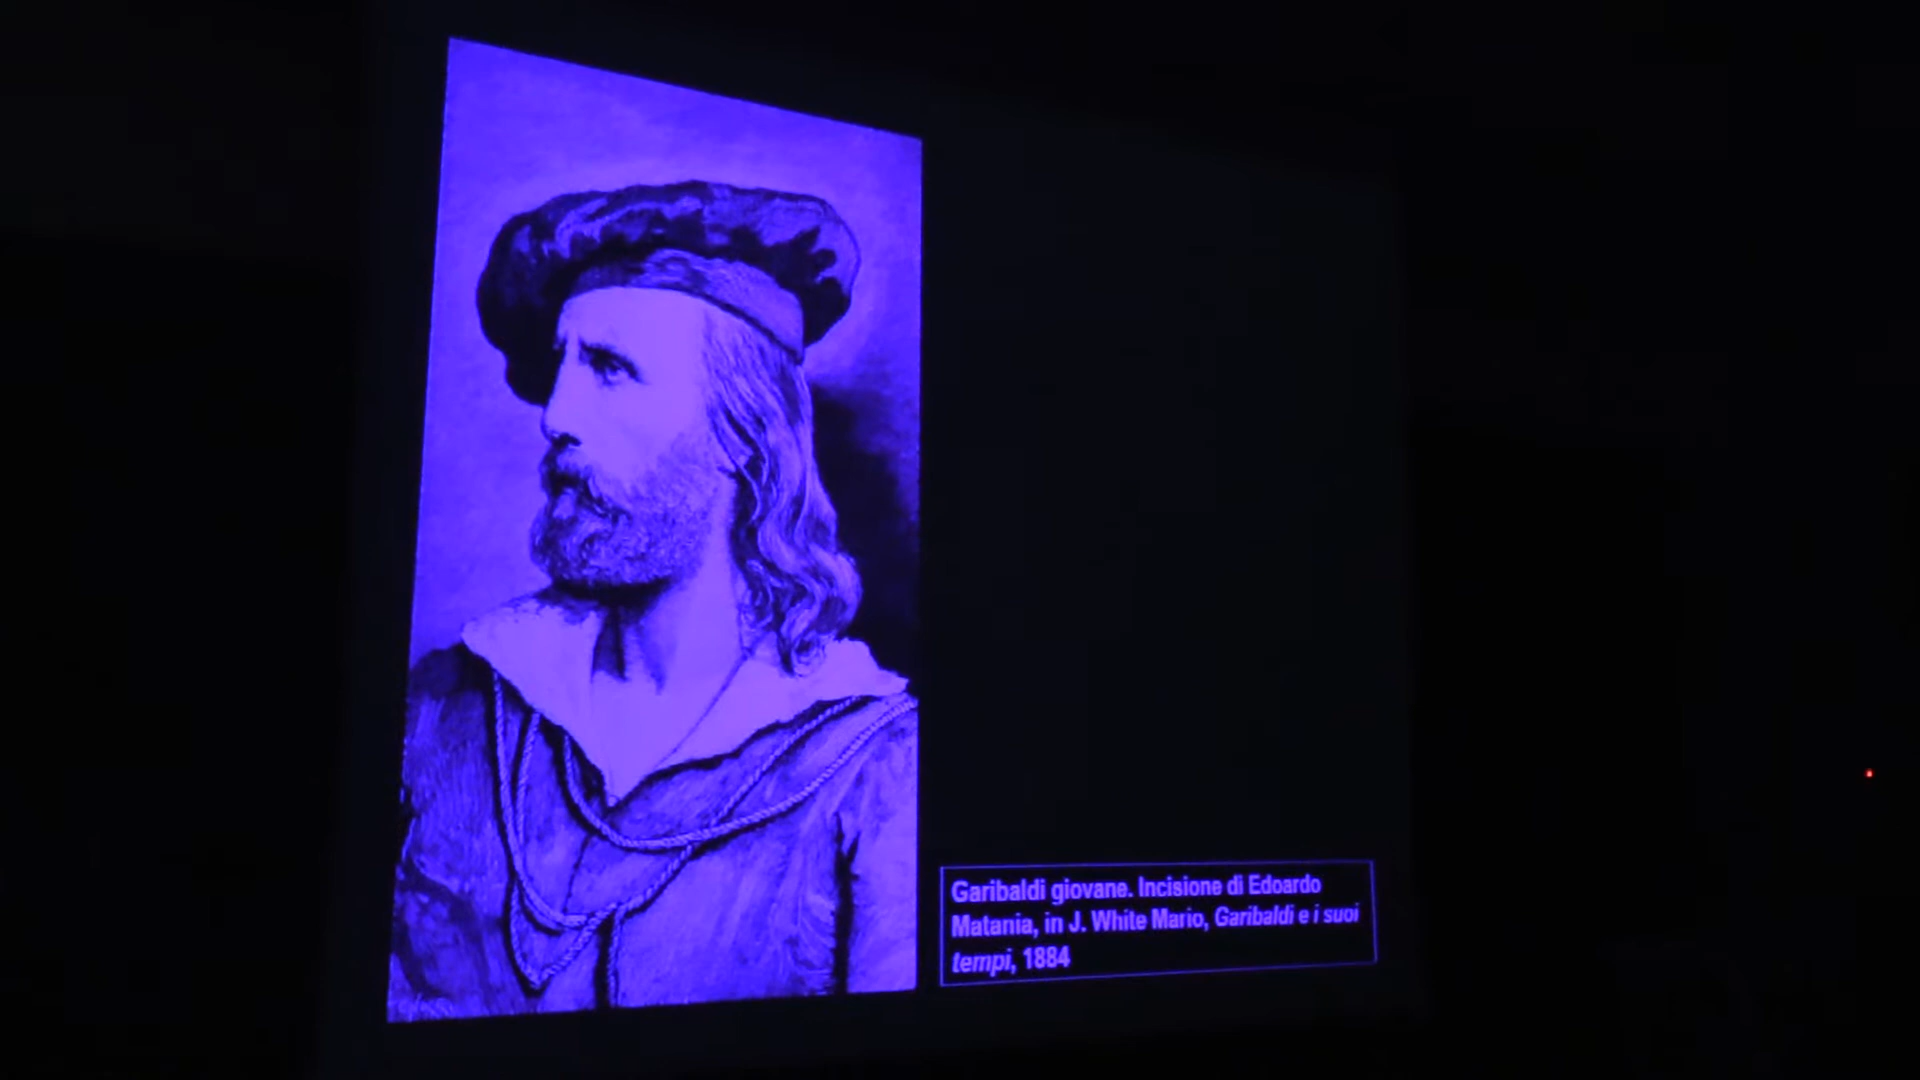 Garibaldi giovane. Incisione di Edoardo
Matania, in J. White Mario, Garibaldi e i suoi
tempi, 1884